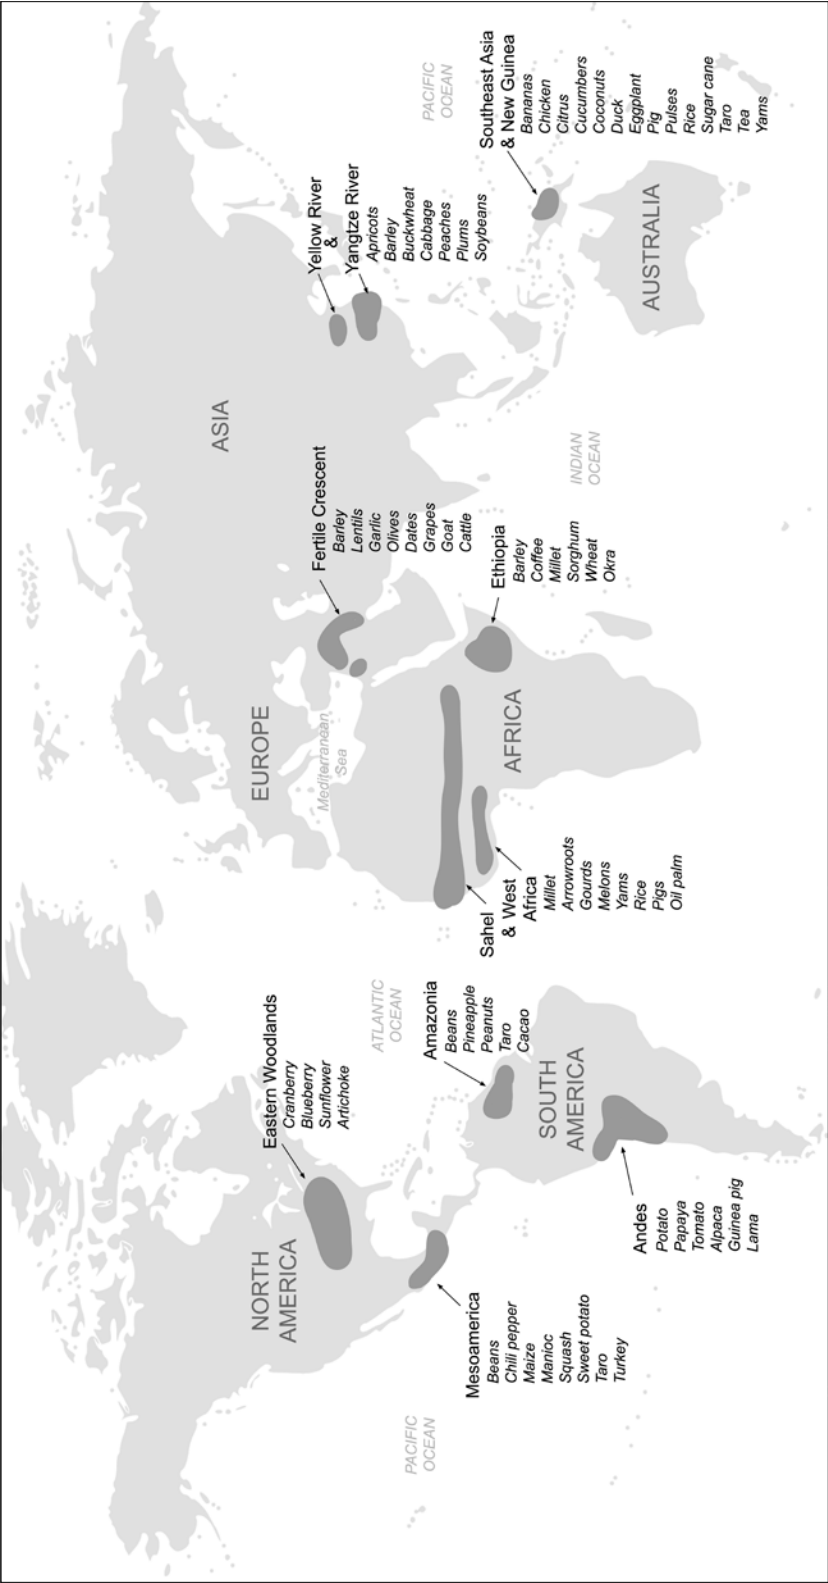 NORTH
AMERICA
Eastern Woodlands
Cranberry
Blueberry
Sunflower
Artichoke
PACIFIC
OCEAN
Mesoamerica
Beans
Chili pepper
Maize
Manioc
Squash
Sweet potato
Taro
Turkey
ATLANTIC
OCEAN
Amazonia
Beans
Pineapple
Peanuts
Taro
Cacao
SOUTH
AMERICA
Andes
Potato
Papaya
Tomato
Alpaca
Guinea pig
Lama
EUROPE
Mediterranean
Sea
AFRICA
Sahel
& West
Africa
Millet
Arrowroots
Gourds
Melons
Yams
Rice
Pigs
Oil palm
ASIA
Fertile Crescent
Barley
Lentils
Garlic
Olives
Dates
Grapes
Goat
Cattle
Ethiopia
Barley
Coffee
Millet
Sorghum
Wheat
Okra
INDIAN
OCEAN
Yellow River
&
Yangtze River
Apricots
Barley
Buckwheat
Cabbage
Peaches
Plums
Soybeans
PACIFIC
OCEAN
Southeast Asia
& New Guinea
Bananas
Chicken
Citrus
Cucumbers
Coconuts
Duck
Eggplant
Pig
Pulses
Rice
Sugar cane
Taro
Tea
Yams
AUSTRALIA